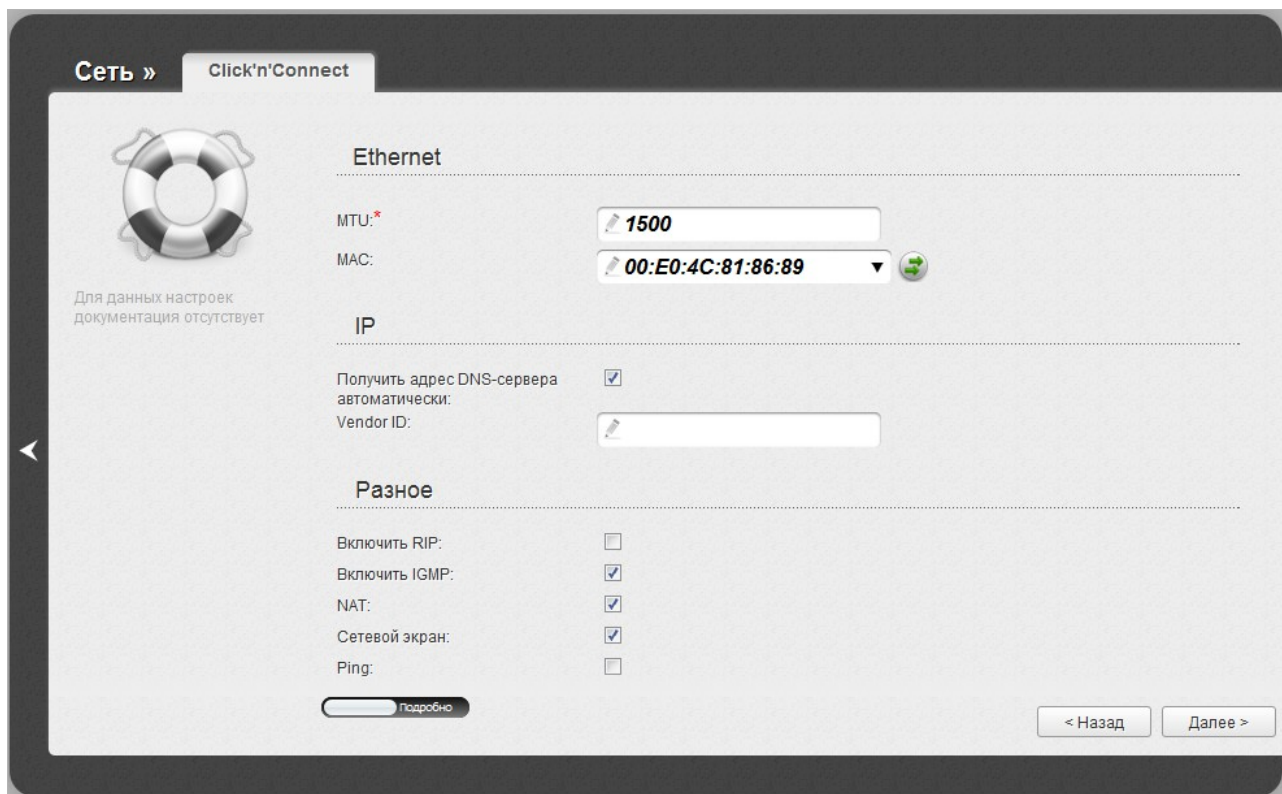 Сеть »
Click'n'Connect
Для данных настроек
документация отсутствует
Ethernet
MTU:*
1500
MAC:
00:E0:4C:81:86:89
IP
Получить адрес DNS-сервера
автоматически:
Vendor ID:
Разное
Включить RIP:
Включить IGMP:
NAT:
Сетевой экран:
Ping:
Подробно
< Назад
Далее >